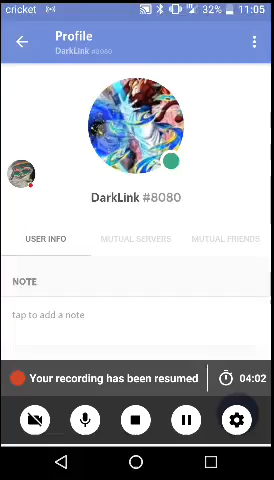 cricket 32% 11:05
Profile
DarkLink #8080
DarkLink #8080
USER INFO MUTUAL SERVERS MUTUAL FRIENDS
NOTE
tap to add a note
Your recording has been resumed 04:02